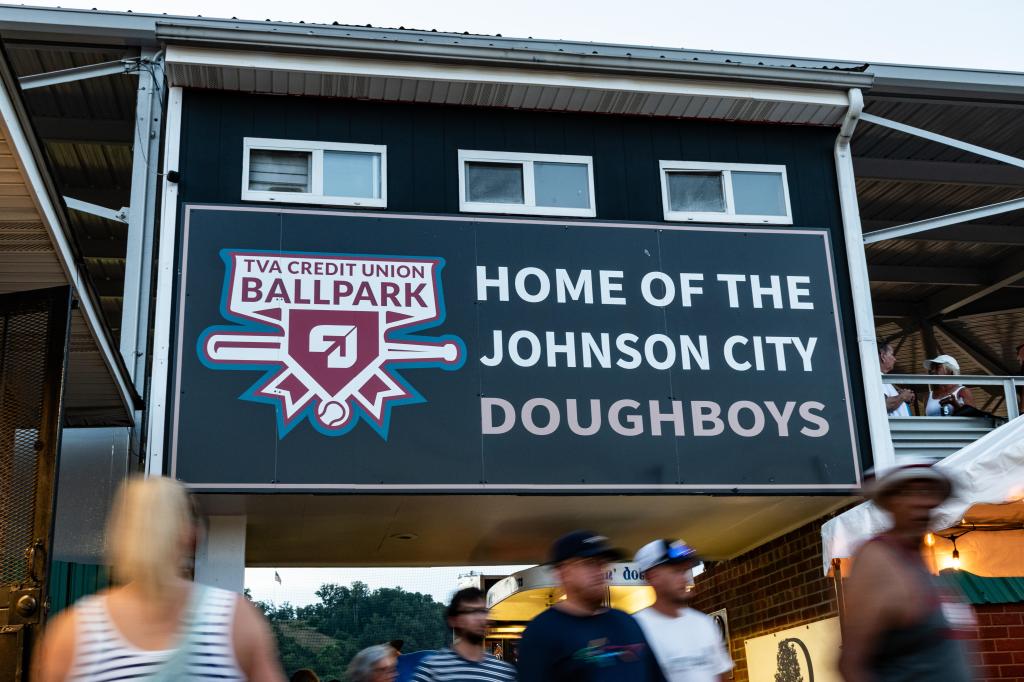 TVA CREDIT UNION
BALLPARK
HOME OF THE
JOHNSON CITY
DOUGHBOYS